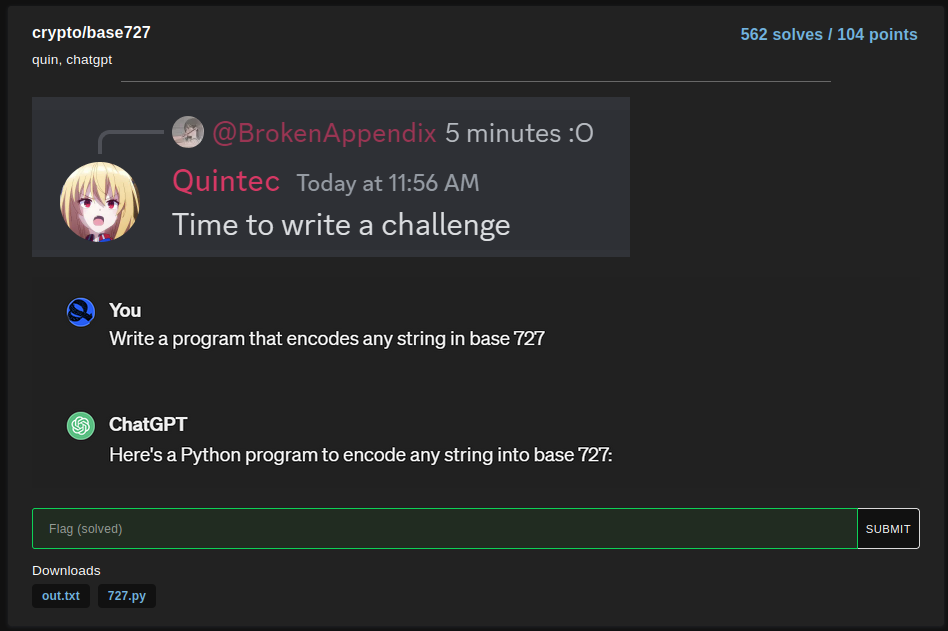 crypto/base727
562 solves / 104 points
quin, chatgpt
@BrokenAppendix 5 minutes :O
Quintec Today at 11:56 AM
Time to write a challenge
You
Write a program that encodes any string in base 727
ChatGPT
Here's a Python program to encode any string into base 727:
Flag (solved)
SUBMIT
Downloads
out.txt
727.py